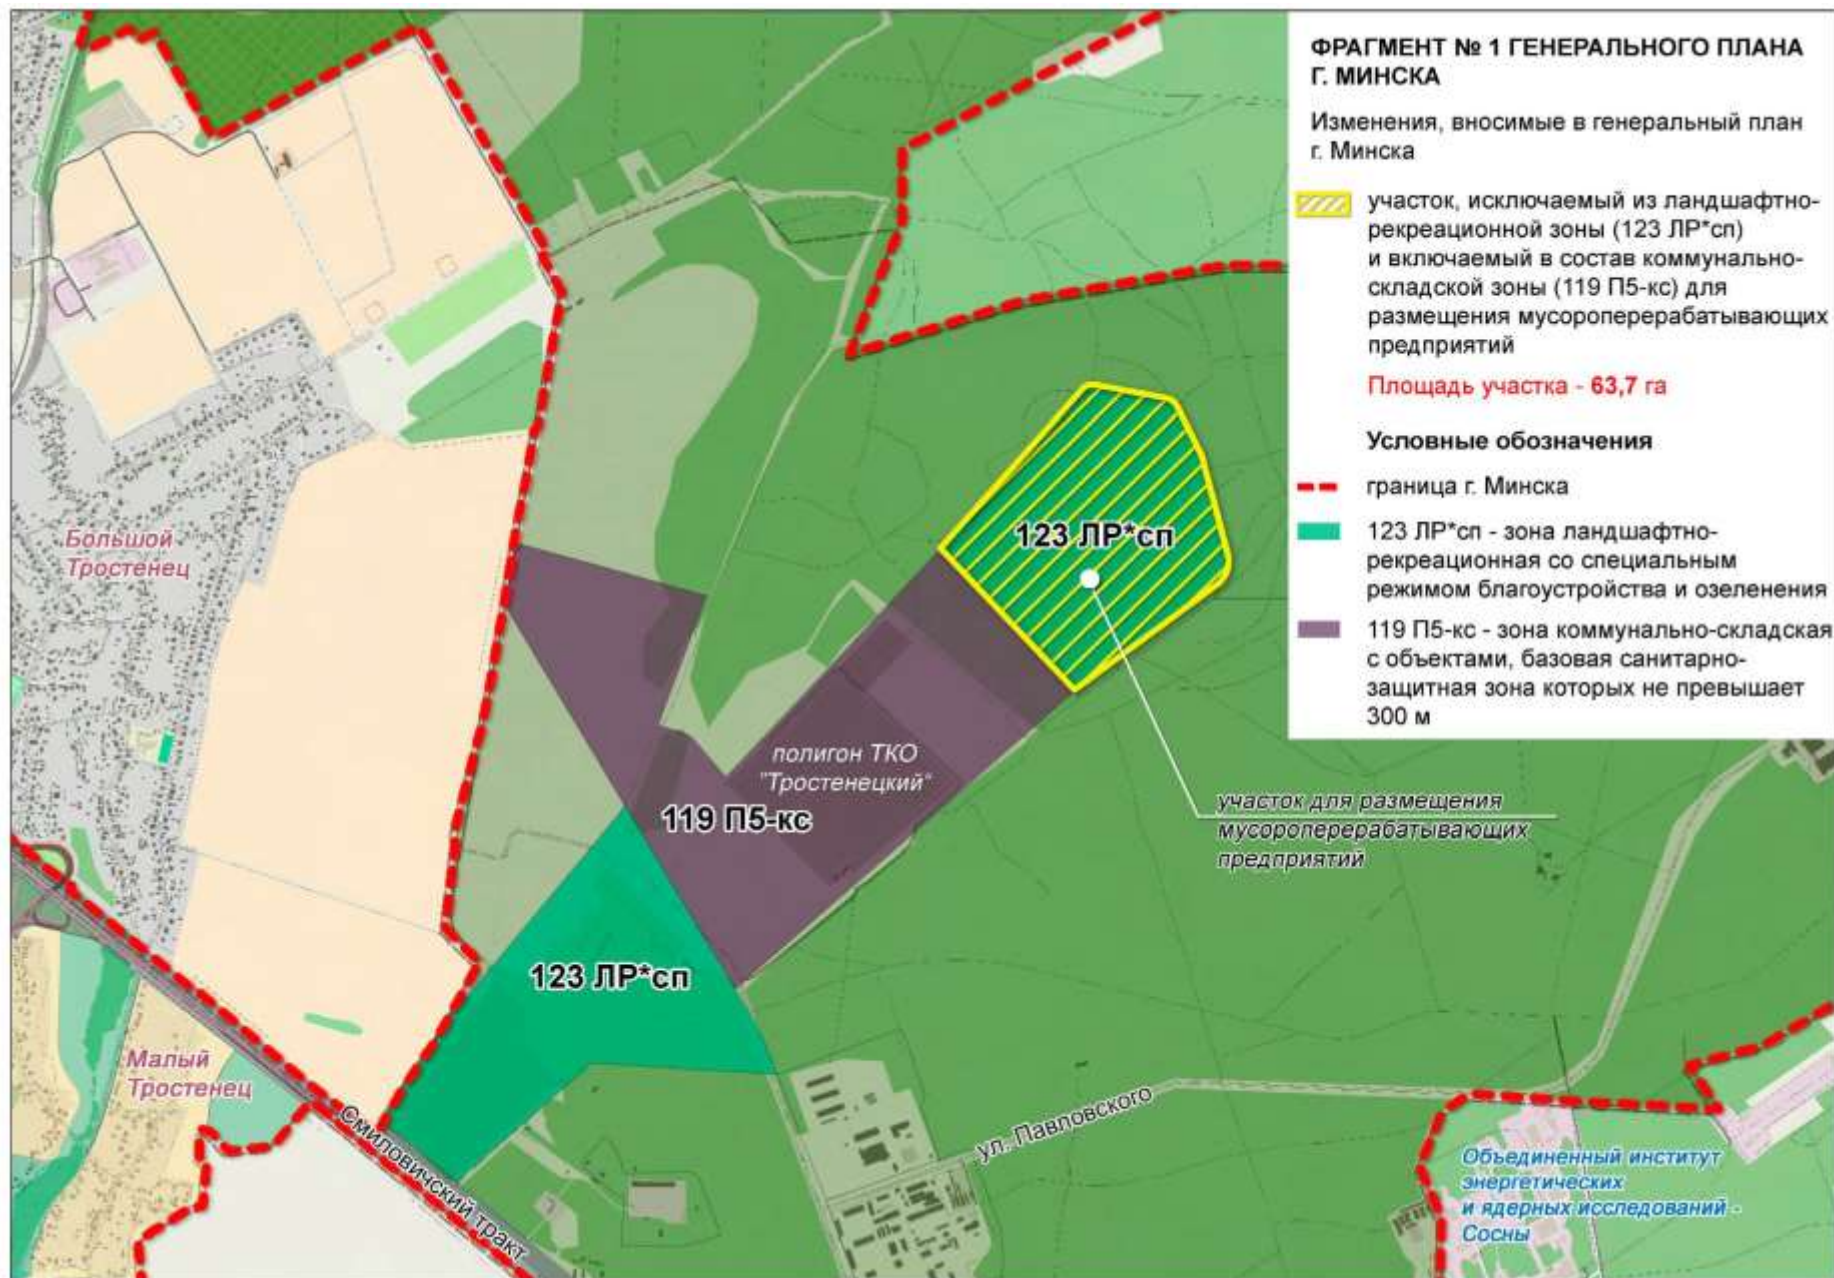 ФРАГМЕНТ № 1 ГЕНЕРАЛЬНОГО ПЛАНА
Г. МИНСКА
Изменения, вносимые в генеральный план
г. Минска
участок, исключаемый из ландшафтно-
рекреационной зоны (123 ЛР*сп)
и включаемый в состав коммунально-
складской зоны (119 П5-кс) для
размещения мусороперерабатывающих
предприятий
Площадь участка - 63,7 га
Условные обозначения
граница г. Минска
123 ЛР*сп - зона ландшафтно-
рекреационная со специальным
режимом благоустройства и озеленения
119 П5-кс - зона коммунально-складская
с объектами, базовая санитарно-
защитная зона которых не превышает
300 м
123 ЛР*сп
Большой
Тростенец
полигон ТКО
"Тростенецкий"
119 П5-кс
участок для размещения
мусороперерабатывающих
предприятий
123 ЛР*сп
Малый
Тростенец
Смиловичский тракт
ул. Павловского
Объединенный институт
энергетических
и ядерных исследований -
Сосны